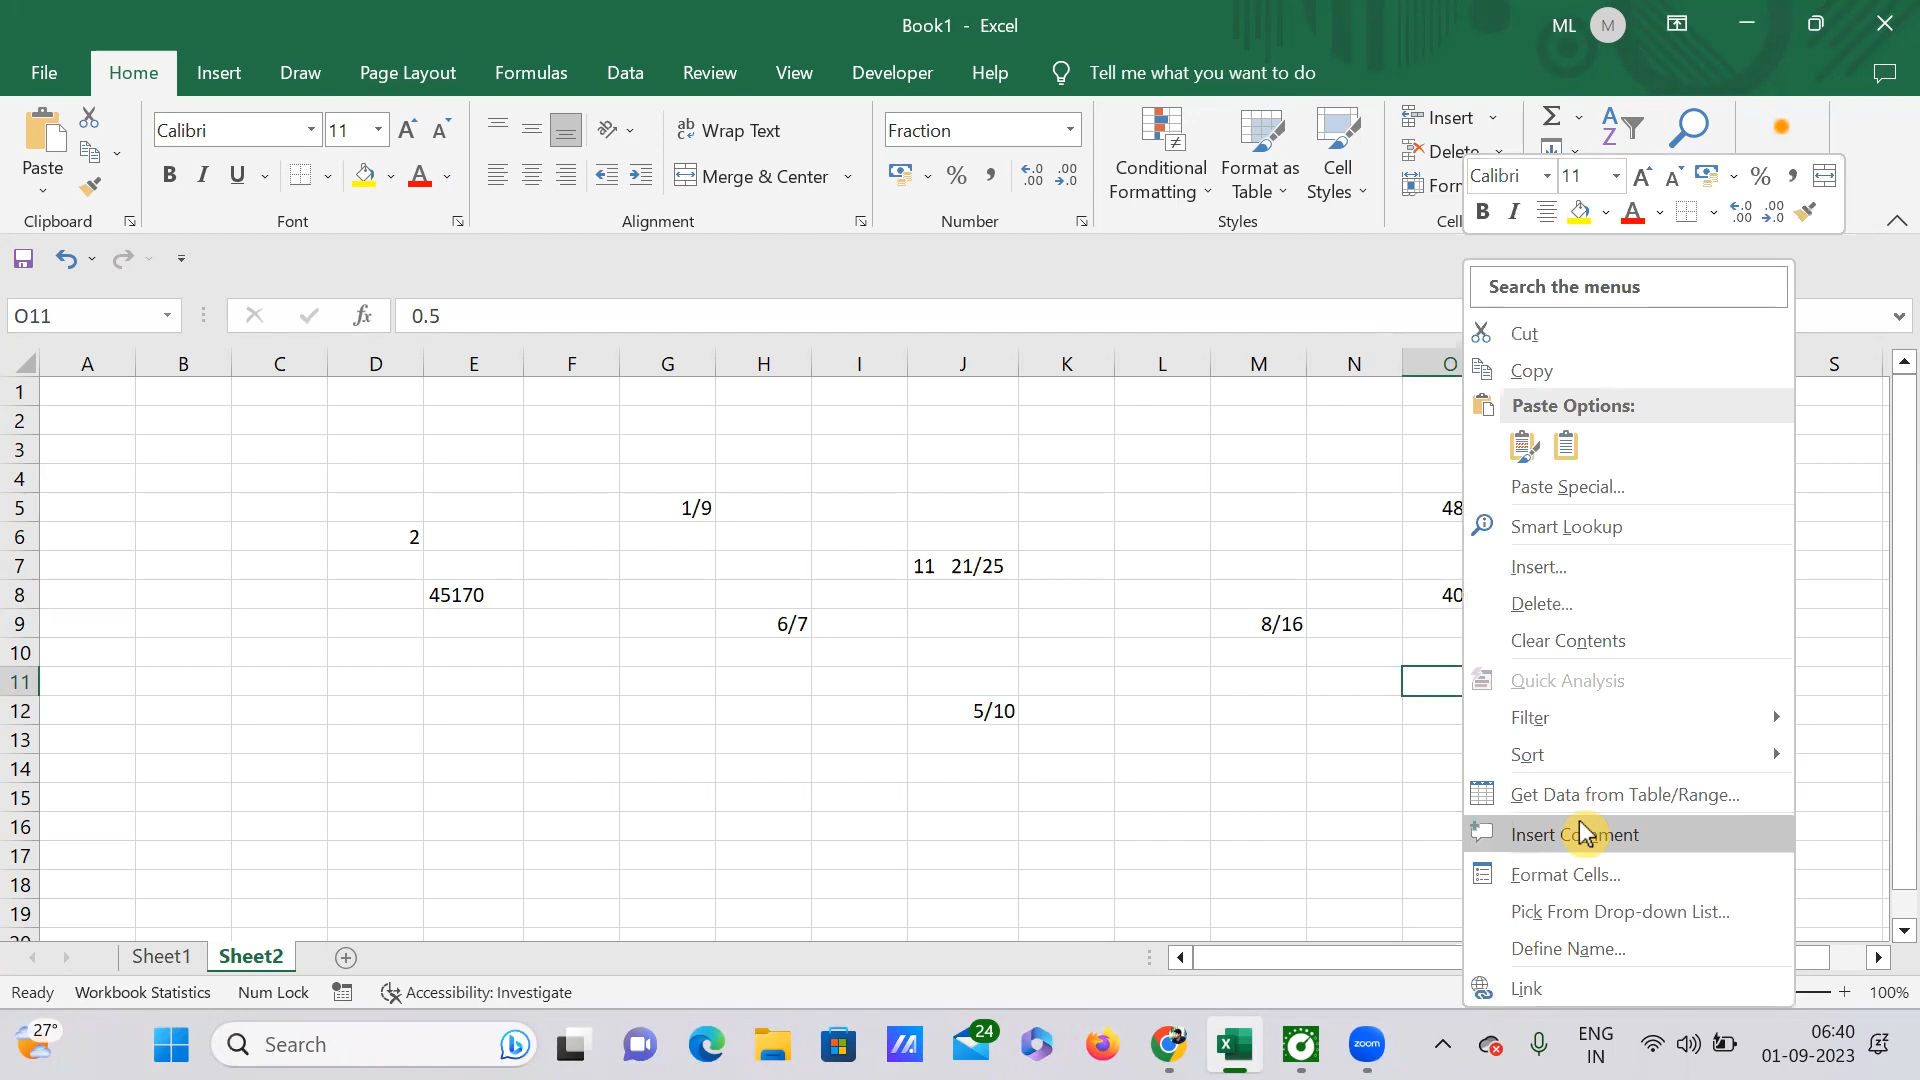 Book1 - Excel
ML M
File Home Insert Draw Page Layout Formulas Data Review View Developer Help Tell me what you want to do
Paste
Clipboard
Calibri 11
B I U
Font
Wrap Text
Merge & Center
Alignment
Fraction
Number
Conditional Formatting
Format as Table
Cell Styles
Styles
Insert
Delete
Calibri 11
B I
O11
0.5
A B C D E F G H I J K L M N O S
1
2
3
4
5 1/9 48
6 2
7 11 21/25
8 45170 40
9 6/7 8/16
10
11
12 5/10
13
14
15
16
17
18
19
Search the menus
Cut
Copy
Paste Options:
Paste Special...
Smart Lookup
Insert...
Delete...
Clear Contents
Quick Analysis
Filter
Sort
Get Data from Table/Range...
Insert Comment
Format Cells...
Pick From Drop-down List...
Define Name...
Link
Sheet1 Sheet2
Ready Workbook Statistics Num Lock Accessibility: Investigate 100%
27° Search 24 zoom ENG IN 06:40 01-09-2023